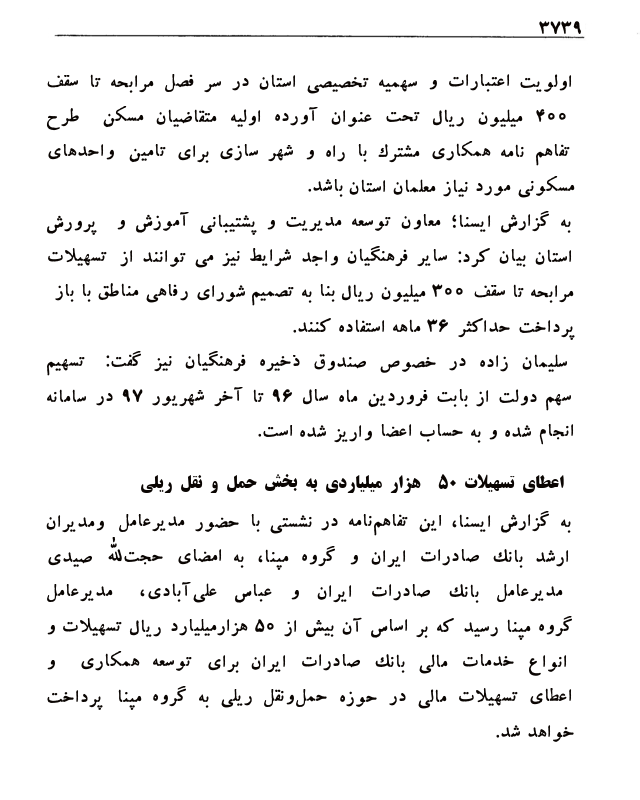 ۳۷۳۹
اولویت اعتبارات و سهمیه تخصیصی استان در سر فصل مرابحه تا سقف
۴۰۰ میلیون ریال تحت عنوان آورده اولیه متقاضیان مسکن طرح
تفاهم نامه همکاری مشترك با راه و شهر سازی برای تامین واحدهای
مسکونی مورد نیاز معلمان استان باشد.
به گزارش ایسنا؛ معاون توسعه مدیریت و پشتیبانی آموزش و پرورش
استان بیان کرد: سایر فرهنگیان واجد شرایط نیز می توانند از تسهیلات
مرابحه تا سقف ۳۰۰ میلیون ریال بنا به تصمیم شورای رفاهی مناطق با باز
پرداخت حداکثر ۳۶ ماهه استفاده کنند.
سلیمان زاده در خصوص صندوق ذخیره فرهنگیان نیز گفت: تسهیم
سهم دولت از بابت فروردین ماه سال ۹۶ تا آخر شهریور ۹۷ در سامانه
انجام شده و به حساب اعضا واریز شده است.
اعطای تسهیلات ۵۰ هزار میلیاردی به بخش حمل و نقل ریلی
به گزارش ایسنا، این تفاهم‌نامه در نشستی با حضور مدیرعامل ومدیران
ارشد بانك صادرات ایران و گروه مپنا، به امضای حجت‌الله صیدی
مدیرعامل بانك صادرات ایران و عباس علی‌آبادی، مدیرعامل
گروه مپنا رسید که بر اساس آن بیش از ۵۰ هزارمیلیارد ریال تسهیلات و
انواع خدمات مالی بانك صادرات ایران برای توسعه همکاری و
اعطای تسهیلات مالی در حوزه حمل‌ونقل ریلی به گروه مپنا پرداخت
خواهد شد.